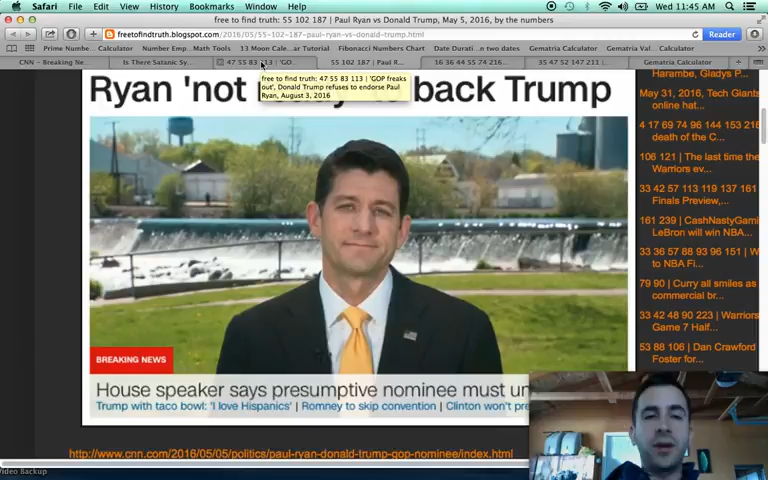 Safari File Edit View History Bookmarks Window Help Wed 11:45 AM
free to find truth: 55 102 187 | Paul Ryan vs Donald Trump, May 5, 2016, by the numbers
freetofindtruth.blogspot.com/2016/05/55-102-187-paul-ryan-vs-donald-trump.html
Reader
Prime Numbe... Calculator Number Em...Math Tools 13 Moon Cale...ar Tutorial Fibonacci Numbers Chart Date Durati...n two dates Gematria Calculator Gematria Val...Calculator
CNN - Breaking Ne... Is There Satanic Sy... 47 55 83 113 | 'GO... 55 102 187 | Paul R... 16 36 44 55 74 216... 35 47 52 147 211... Gematria Calculator
free to find truth: 47 55 83 113 | 'GOP freaks
out', Donald Trump refuses to endorse Paul
Ryan, August 3, 2016
Ryan 'not back Trump
BREAKING NEWS
House speaker says presumptive nominee must
Trump with taco bowl: 'I love Hispanics' | Romney to skip convention | Clinton won't
http://www.cnn.com/2016/05/05/politics/paul-ryan-donald-trump-gop-nominee/index.html
Harambe, Gladys P...
May 31, 2016, Tech Giants
online hat...
4 17 69 74 96 144 153 216
death of the C...
106 121 | The last time the
Warriors ev...
33 42 57 113 119 137 161
Finals Preview,...
161 239 | CashNastyGami
LeBron will win NBA...
33 36 57 88 93 96 151 | W
to NBA Fi...
79 90 | Curry all smiles as
commercial br...
33 42 48 90 223 | Warriors
Game 7 Half...
53 88 106 | Dan Crawford
Foster for...
Video Backup